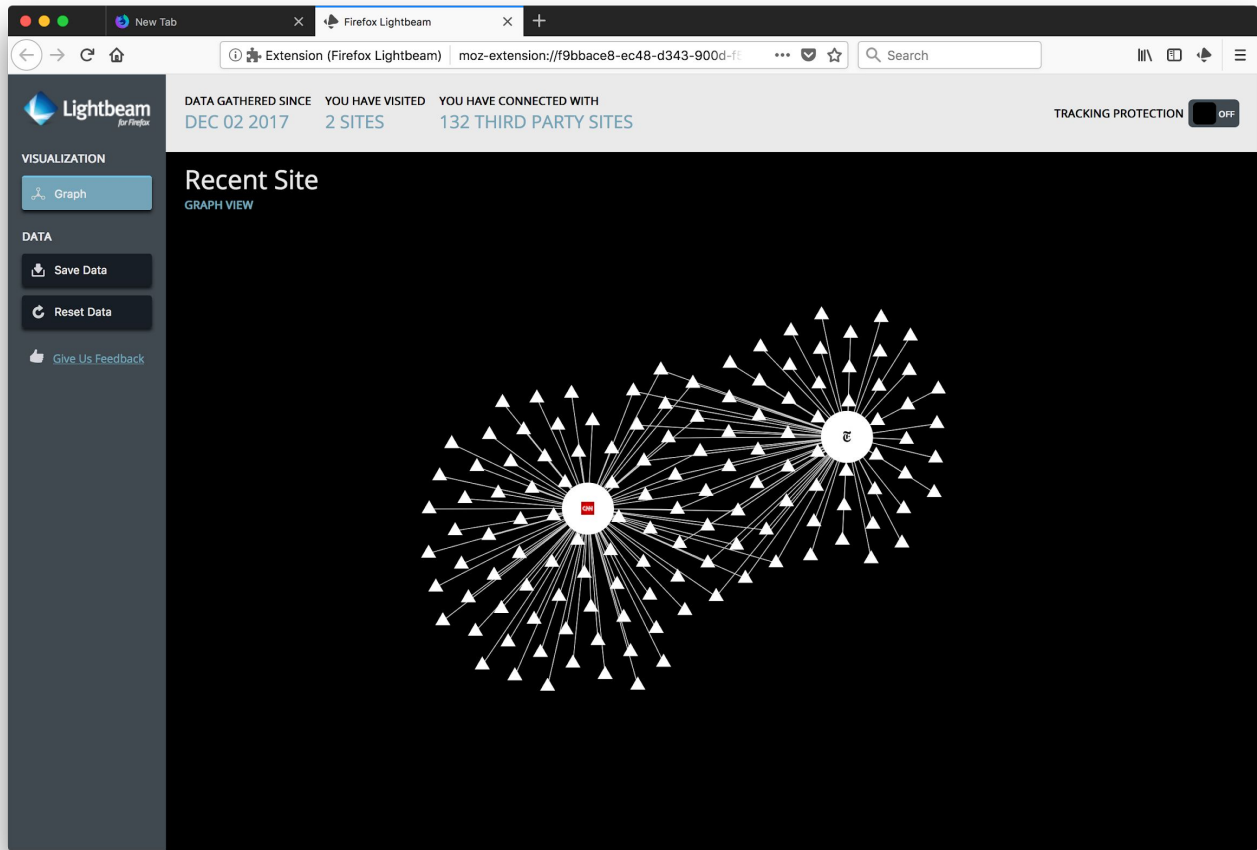 New Tab
Firefox Lightbeam
Extension (Firefox Lightbeam) moz-extension://f9bbace8-ec48-d343-900d-f
Search
Lightbeam
for Firefox
DATA GATHERED SINCE YOU HAVE VISITED YOU HAVE CONNECTED WITH
DEC 02 2017 2 SITES 132 THIRD PARTY SITES
TRACKING PROTECTION OFF
VISUALIZATION
Graph
DATA
Save Data
Reset Data
Give Us Feedback
Recent Site
GRAPH VIEW
T
CNN